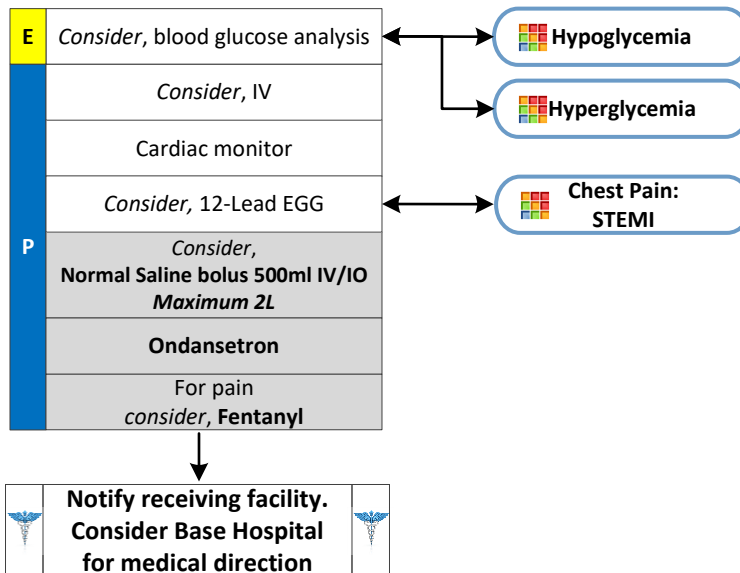 E
Consider, blood glucose analysis
Hypoglycemia
Hyperglycemia
P
Consider, IV
Cardiac monitor
Consider, 12-Lead EGG
Chest Pain:
STEMI
Consider,
Normal Saline bolus 500ml IV/IO
Maximum 2L
Ondansetron
For pain
consider, Fentanyl
Notify receiving facility.
Consider Base Hospital
for medical direction